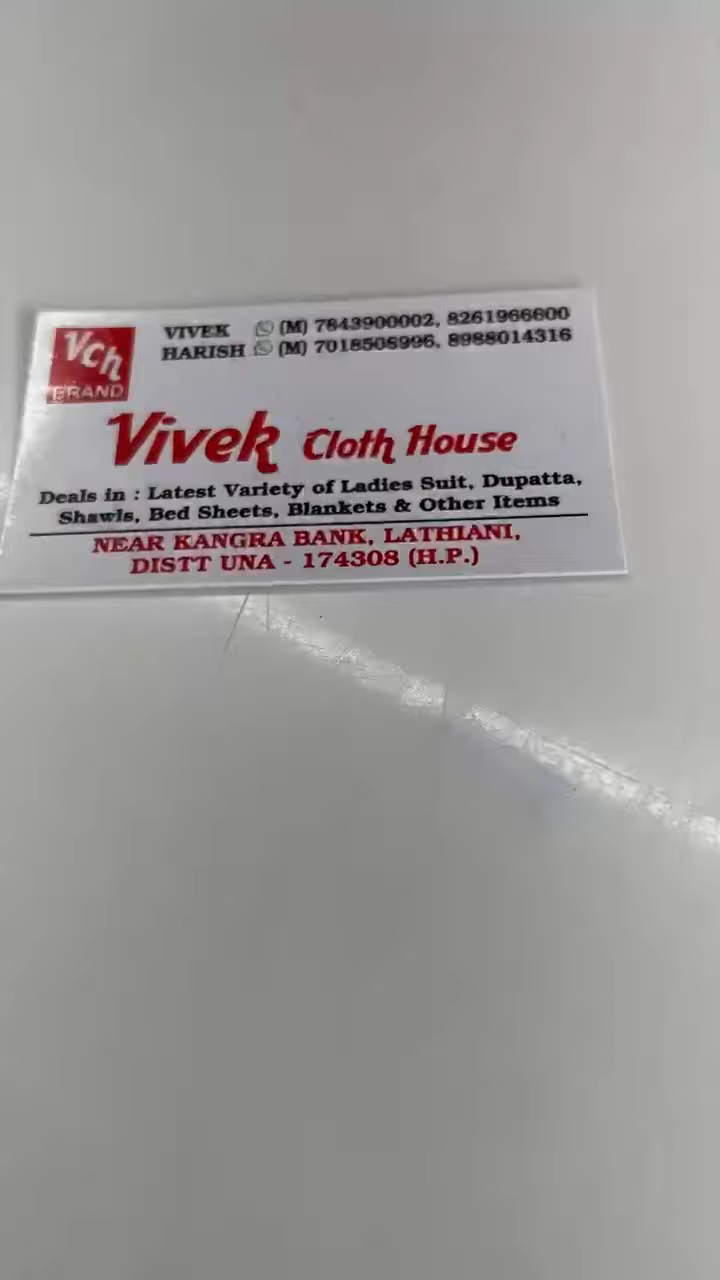 Vch
BRAND
VIVEK (M) 7843900002, 8261966600
HARISH (M) 7018506996, 8988014316
Vivek Cloth House
Deals in : Latest Variety of Ladies Suit, Dupatta,
Shawls, Bed Sheets, Blankets & Other Items
NEAR KANGRA BANK, LATHIANI,
DISTT UNA - 174308 (H.P.)